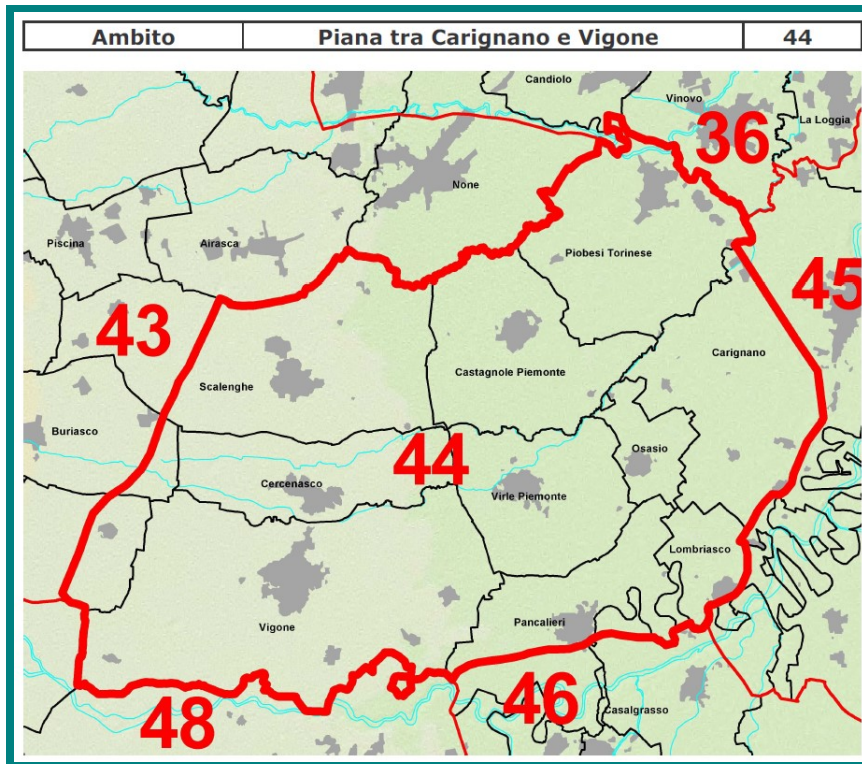 Ambito Piana tra Carignano e Vigone 44
Candiolo
Vinovo
La Loggia
36
None
Piscina
Airasca
Piobesi Torinese
45
43
Carignano
Scalenghe
Castagnole Piemonte
Buriasco
44
Osasio
Cercenasco
Virle Piemonte
Lombriasco
Pancalieri
Vigone
46
48
Casalgrasso